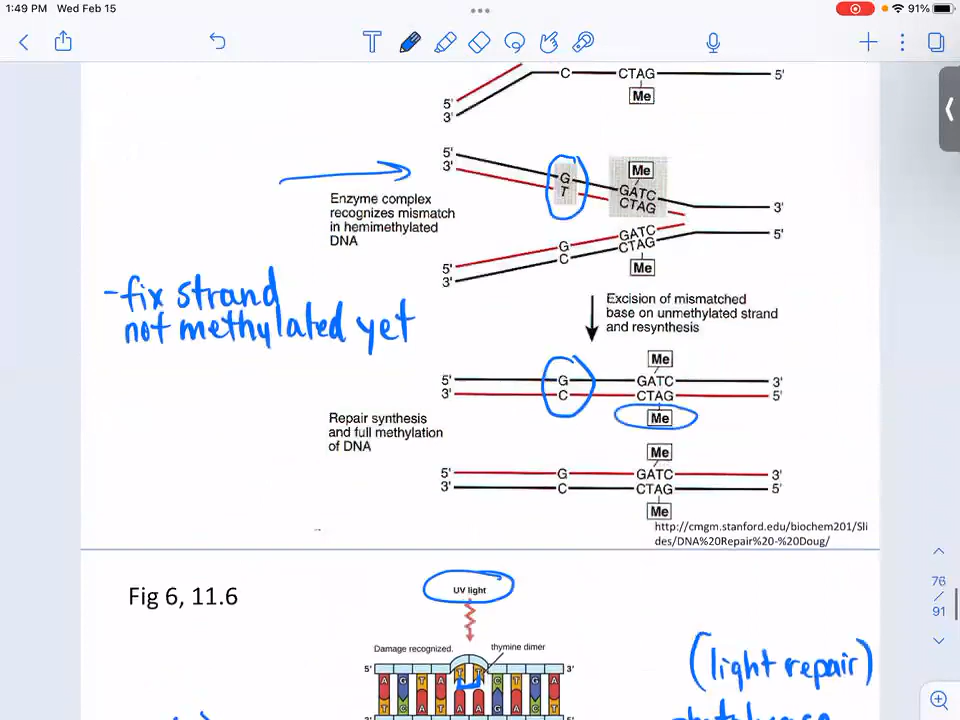 1:49 PM Wed Feb 15
91%
T
C CTAG 5'
Me
5'
3'
5'
3'
G
T
Me
GATC
CTAG
3'
5'
Enzyme complex
recognizes mismatch
in hemimethylated
DNA
G
C
GATC
CTAG
Me
5'
3'
-fix strand
not methylated yet
Excision of mismatched
base on unmethylated strand
and resynthesis
Me
5' G GATC 3'
3' C CTAG 5'
Me
Repair synthesis
and full methylation
of DNA
Me
5' G GATC 3'
3' C CTAG 5'
Me
http://cmgm.stanford.edu/biochem201/Sli
des/DNA%20Repair%20-%20Doug/
76
/
91
Fig 6, 11.6
UV light
Damage recognized.
thymine dimer
5' 3'
A G T A T T C T G A
(light repair)
A A G A C